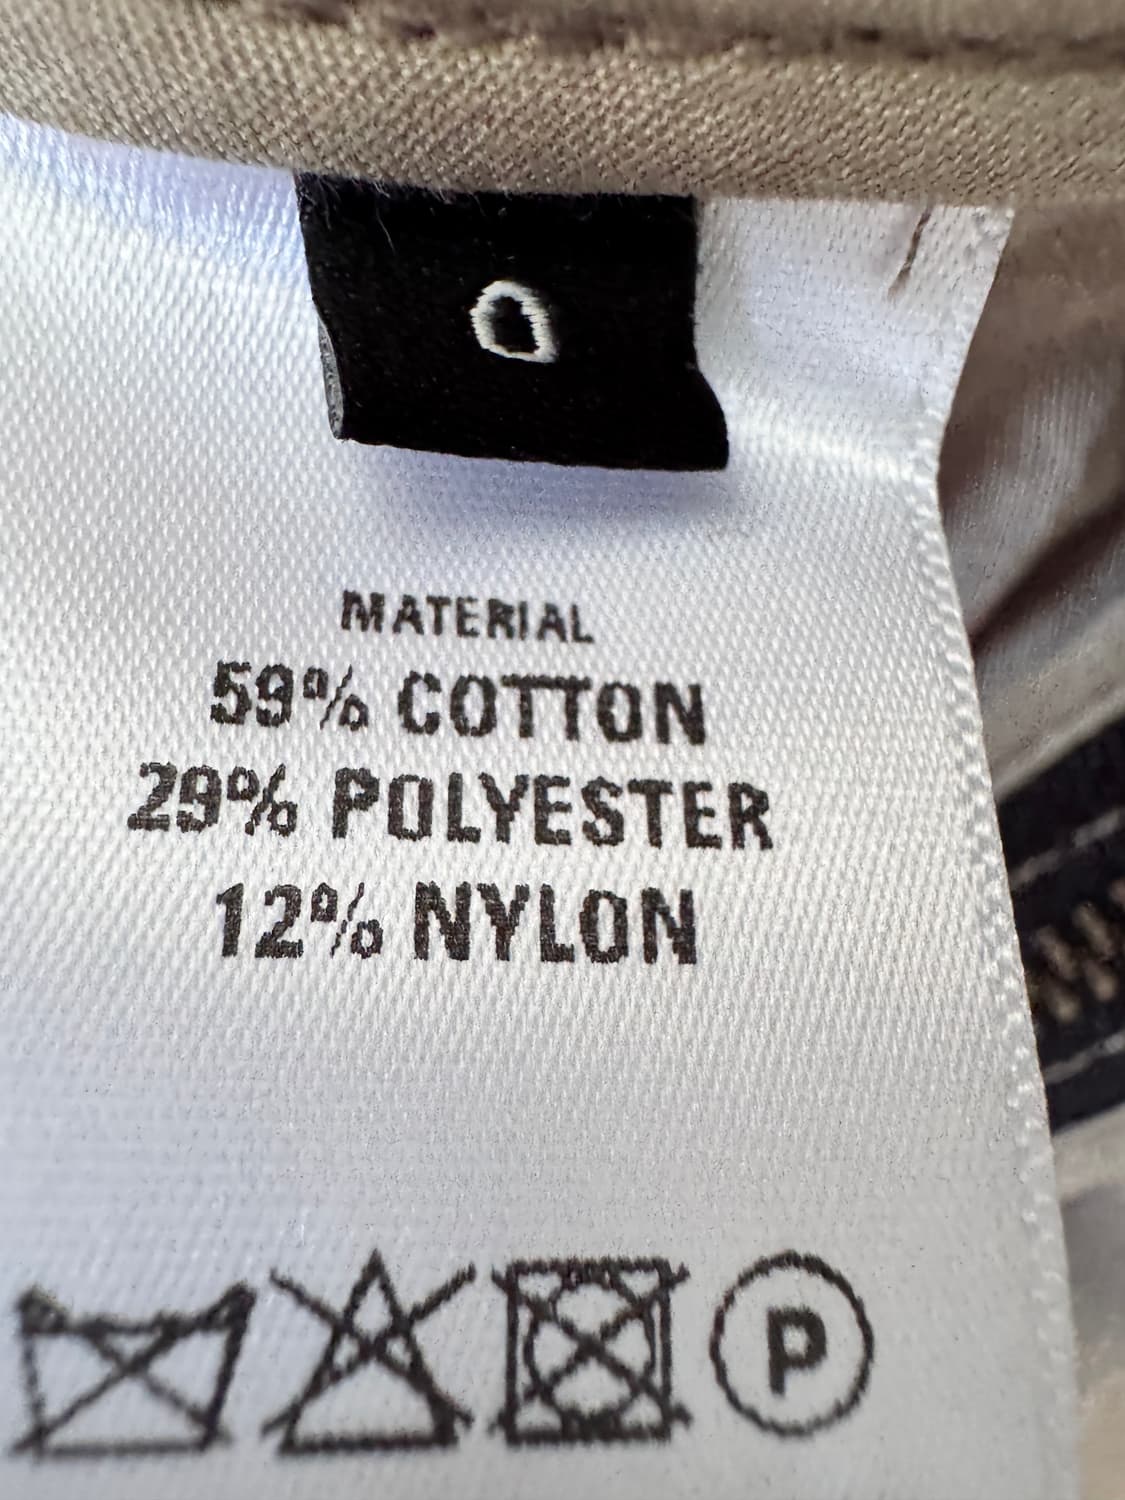 0
MATERIAL
59% COTTON
29% POLYESTER
12% NYLON
P